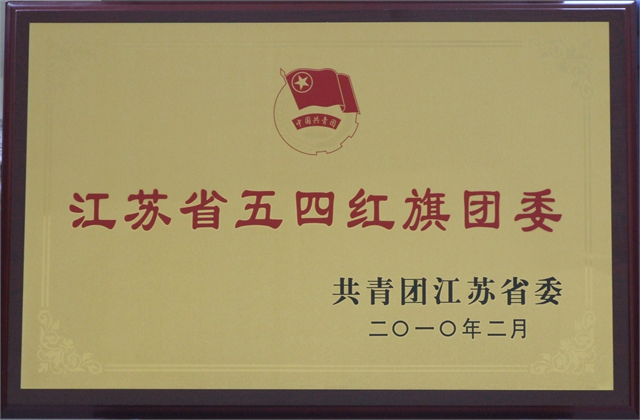 中国共青团
江苏省五四红旗团委
共青团江苏省委
二〇一〇年二月